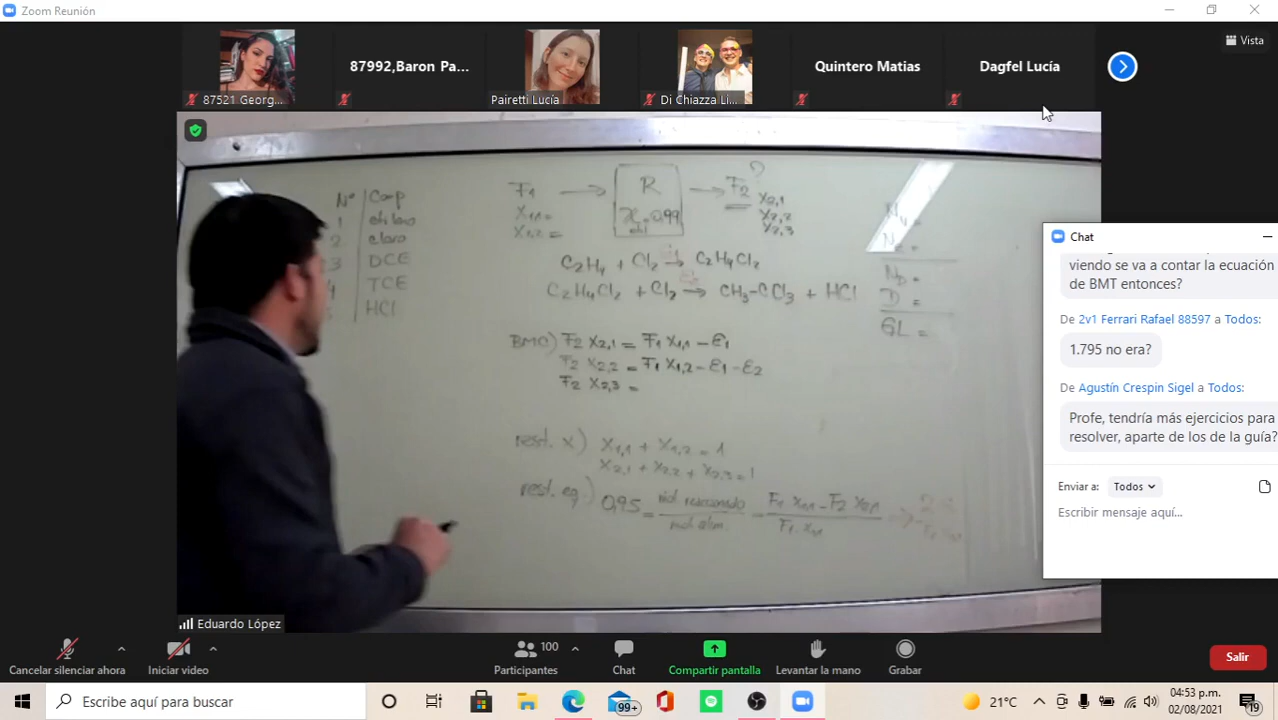 Zoom Reunión
Vista
87521 Georg...
87992,Baron Pa...
Pairetti Lucía
Di Chiazza Li...
Quintero Matias
Dagfel Lucía
Nº Comp
1 etileno
2 cloro
3 DCE
4 TCE
HCl
F1 → R → F2 ?
X1,1 =
X1,2 =
X2,1
X2,2
X2,3
C2H4 + Cl2 → C2H4Cl2
C2H4Cl2 + Cl2 → CH3-CCl3 + HCl
BMC) F2 X2,1 = F1 X1,1 - Ɛ1
F2 X2,2 = F1 X1,2 - Ɛ1 - Ɛ2
F2 X2,3 =
rest. x) X1,1 + X1,2 = 1
X2,1 + X2,2 + X2,3 = 1
rest. eq.) 0,95 = mol reaccionado / mol alim. = F1 X1,1 - F2 X2,1 / F1. X1,1
ND =
D =
GL =
Eduardo López
Chat
viendo se va a contar la ecuación
de BMT entonces?
De 2v1 Ferrari Rafael 88597 a Todos:
1.795 no era?
De Agustín Crespin Sigel a Todos:
Profe, tendría más ejercicios para
resolver, aparte de los de la guía?
Enviar a: Todos
Escribir mensaje aquí...
Cancelar silenciar ahora
Iniciar video
100
Participantes
Chat
Compartir pantalla
Levantar la mano
Grabar
Salir
Escribe aquí para buscar
99+
21°C
04:53 p.m.
02/08/2021
19